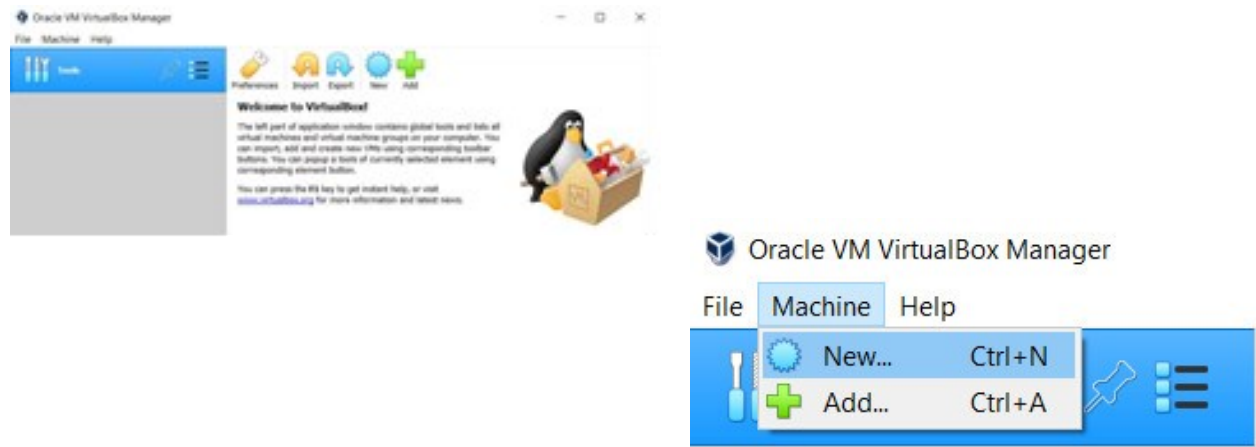 Oracle VM VirtualBox Manager
File Machine Help
Tools
Preferences Import Export New Add
Welcome to VirtualBox!
The left part of application window contains global tools and lists all
virtual machines and virtual machine groups on your computer. You
can import, add and create new VMs using corresponding toolbar
buttons. You can popup a tools of currently selected element using
corresponding element button.
You can press the F1 key to get instant help, or visit
www.virtualbox.org for more information and latest news.
Oracle VM VirtualBox Manager
File Machine Help
New... Ctrl+N
Add... Ctrl+A